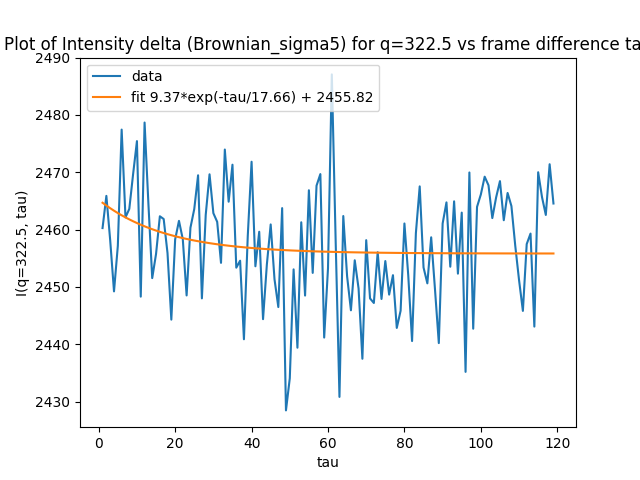 Plot of Intensity delta (Brownian_sigma5) for q=322.5 vs frame difference ta
2490
2480
2470
2460
2450
2440
2430
I(q=322.5, tau)
data
fit 9.37*exp(-tau/17.66) + 2455.82
0 20 40 60 80 100 120
tau